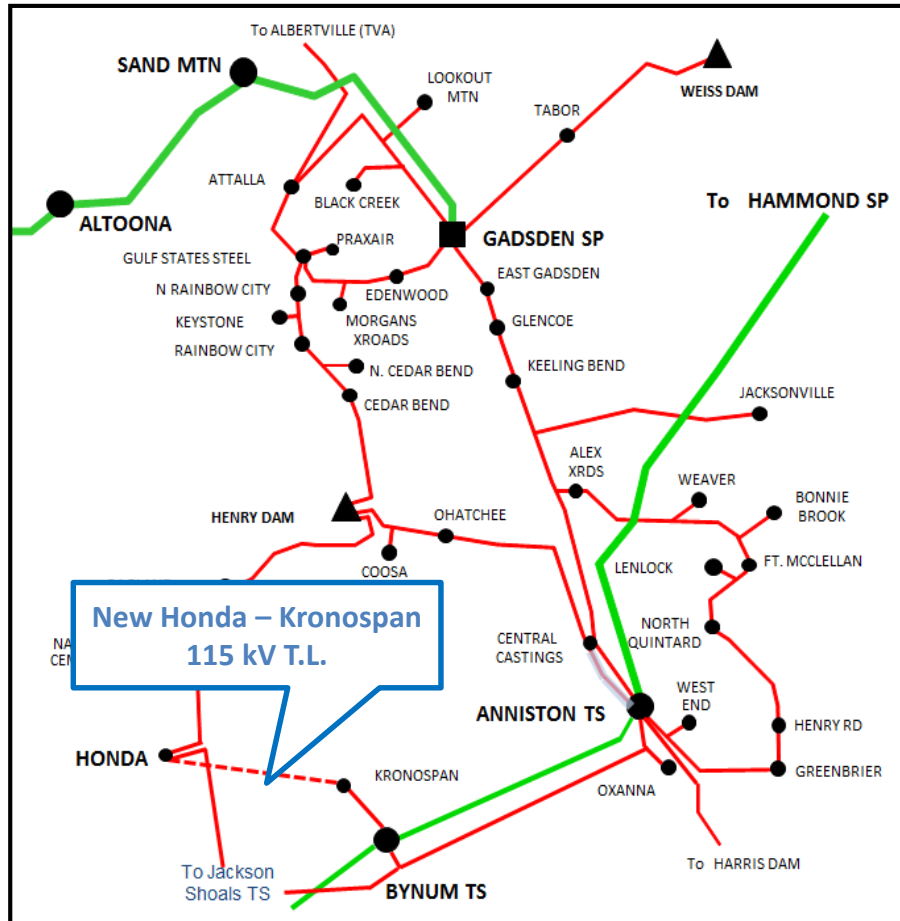 To ALBERTVILLE (TVA)
SAND MTN
LOOKOUT
MTN
WEISS DAM
TABOR
ATTALLA
BLACK CREEK
ALTOONA
To HAMMOND SP
PRAXAIR
GADSDEN SP
GULF STATES STEEL
EAST GADSDEN
N RAINBOW CITY
EDENWOOD
KEYSTONE
MORGANS
XROADS
GLENCOE
RAINBOW CITY
N. CEDAR BEND
KEELING BEND
CEDAR BEND
JACKSONVILLE
ALEX
XRDS
WEAVER
BONNIE
BROOK
HENRY DAM
OHATCHEE
COOSA
LENLOCK
FT. MCCLELLAN
New Honda – Kronospan
115 kV T.L.
NA
CEM
CENTRAL
CASTINGS
NORTH
QUINTARD
WEST
END
ANNISTON TS
HENRY RD
HONDA
KRONOSPAN
OXANNA
GREENBRIER
To Jackson
Shoals TS
BYNUM TS
To HARRIS DAM